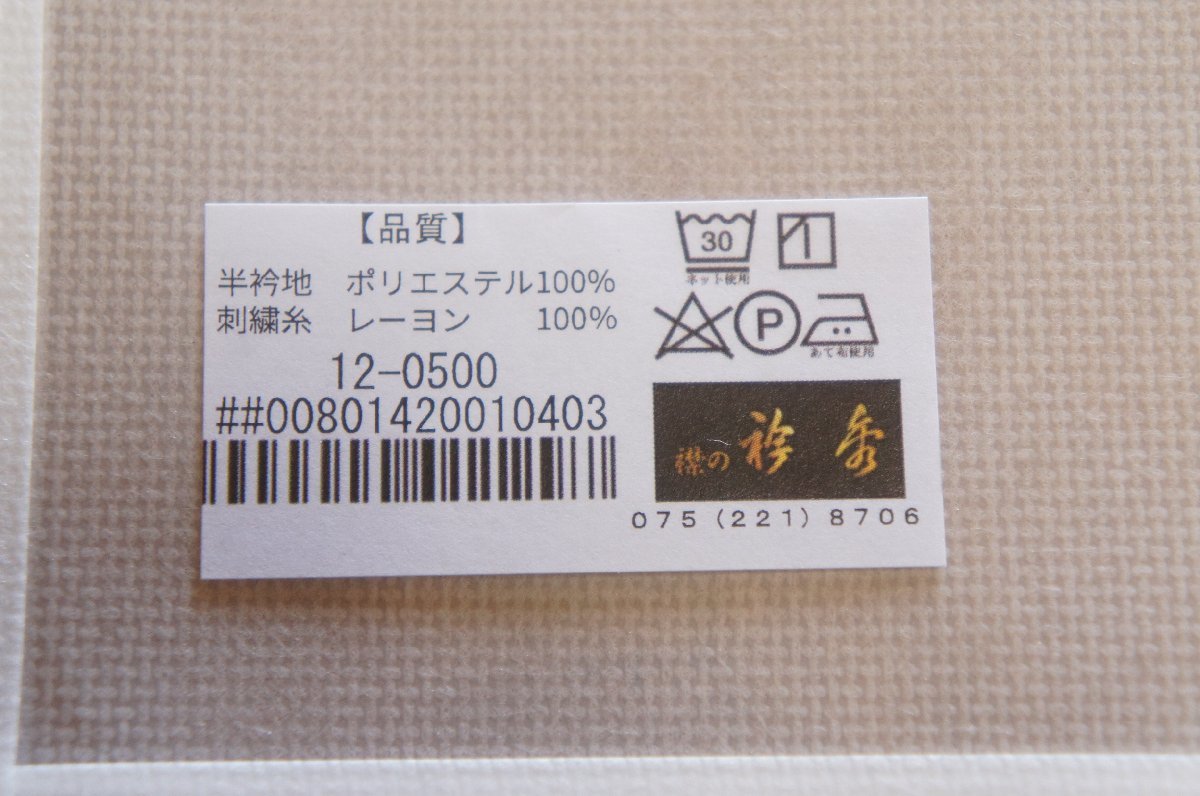 【品質】
半衿地　ポリエステル100%
刺繍糸　レーヨン　　100%
12-0500
##00801420010403
30
ネット使用
P
あて布使用
襟の 衿秀
075(221)8706